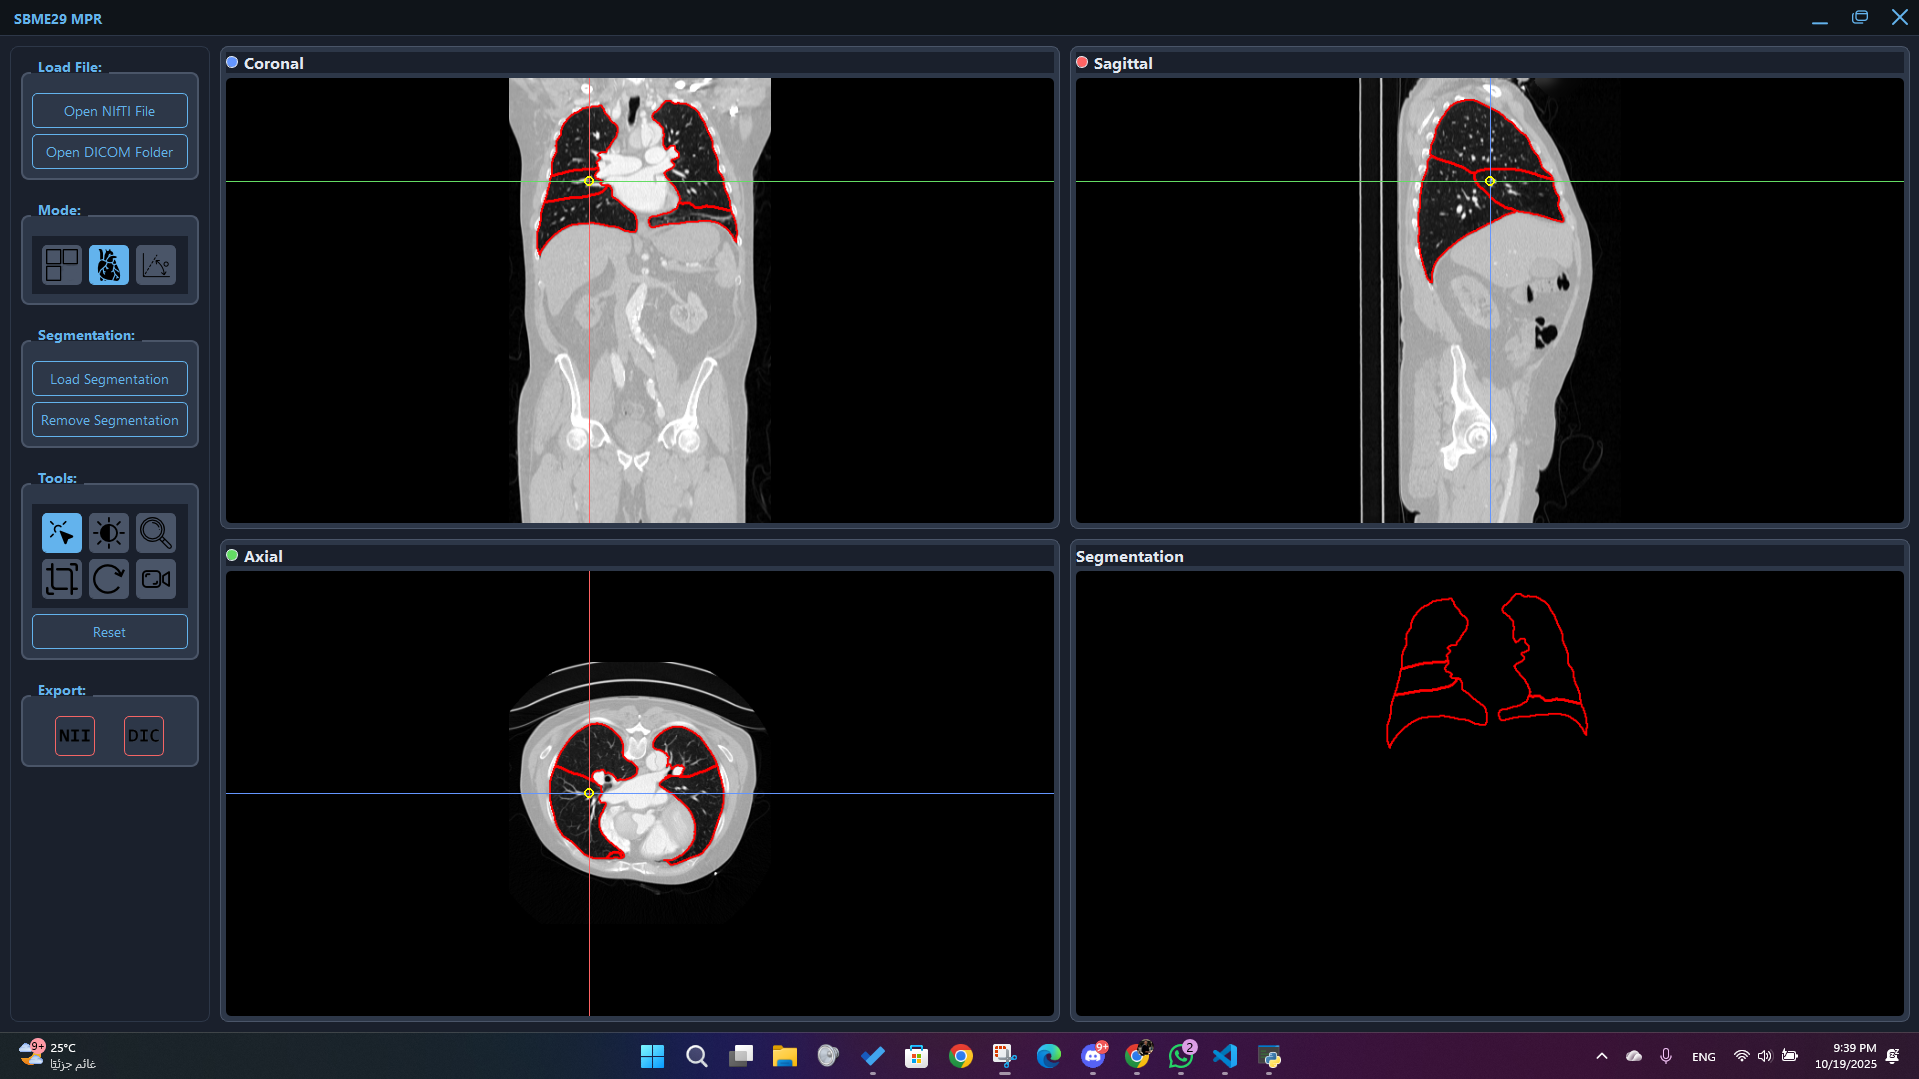 SBME29 MPR
Load File:
Open NIfTI File
Open DICOM Folder
Mode:
Segmentation:
Load Segmentation
Remove Segmentation
Tools:
Reset
Export:
NII DIC
Coronal
Sagittal
Axial
Segmentation
9+
25°C
غائم جزئيًا
9+
2
ENG
9:39 PM
10/19/2025